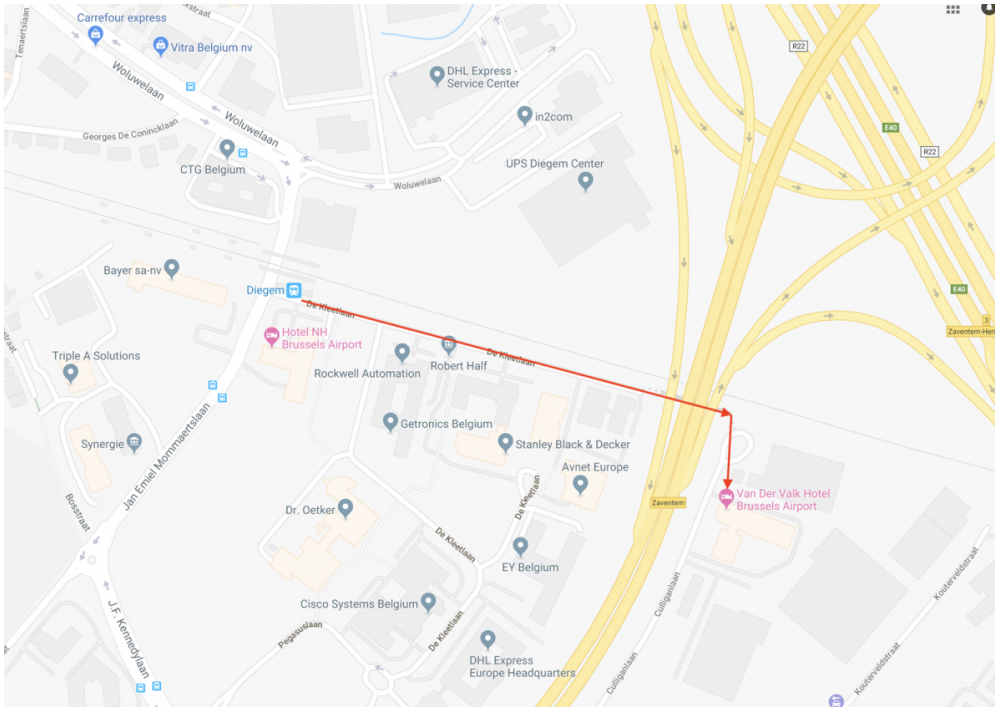 Carrefour express
Vitra Belgium nv
Tenaertslaan
Woluwelaan
Woluwelaan
Georges De Conincklaan
CTG Belgium
DHL Express -
Service Center
in2com
UPS Diegem Center
Woluwelaan
R22
E40
R22
Bayer sa-nv
Diegem
De Kleetlaan
Hotel NH
Brussels Airport
E40
3
Zaventem-Hen
Triple A Solutions
Rockwell Automation
Robert Half
De Kleetlaan
Getronics Belgium
Stanley Black & Decker
Synergie
Jan Emiel Mommaertslaan
Avnet Europe
Bosstraat
Dr. Oetker
De Kleetlaan
Zaventem
Van Der Valk Hotel
Brussels Airport
De Kleetlaan
EY Belgium
Culliganlaan
Kouterveldstraat
J.F. Kennedylaan
Cisco Systems Belgium
De Kleetlaan
Pegasuslaan
DHL Express
Europe Headquarters
Culliganlaan
Kouterveldstraat